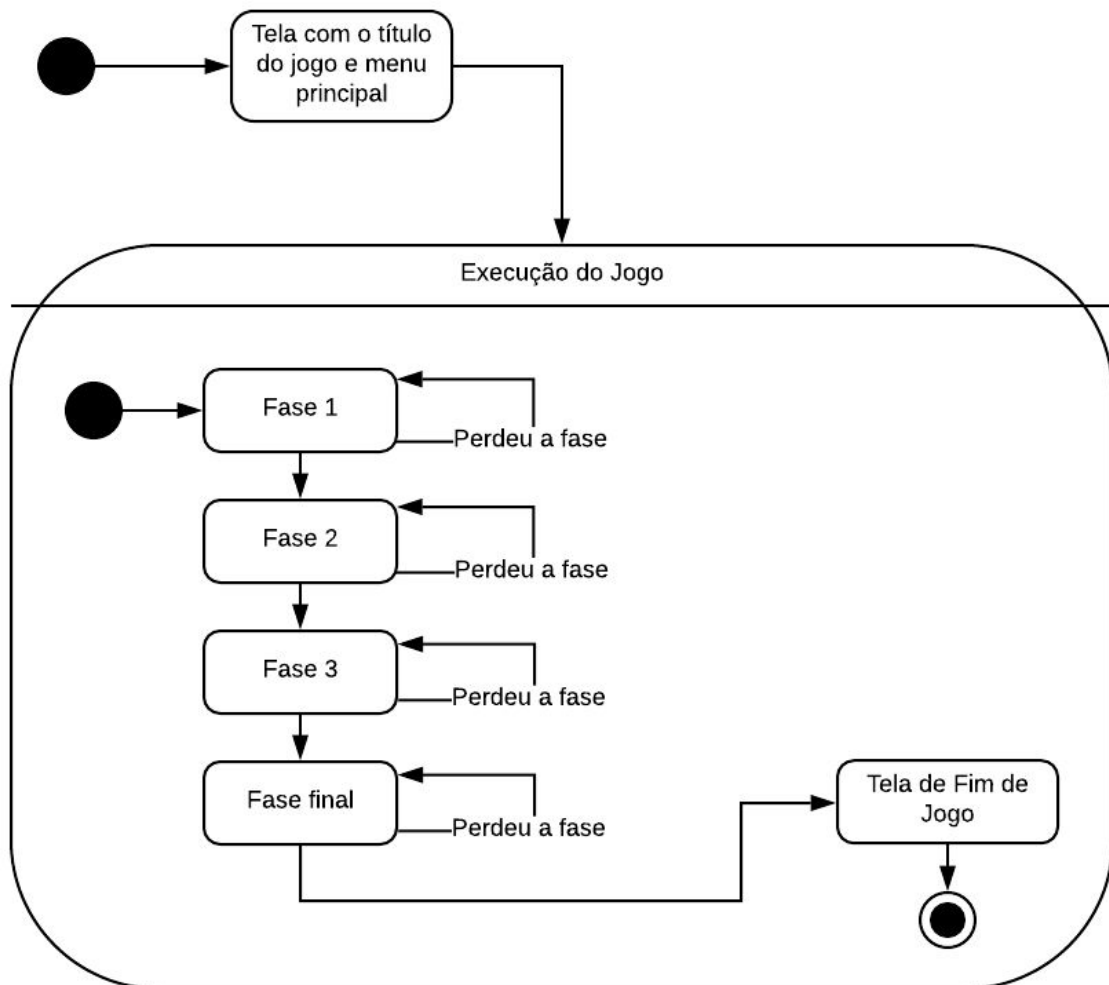 Tela com o título
do jogo e menu
principal
Execução do Jogo
Fase 1
Perdeu a fase
Fase 2
Perdeu a fase
Fase 3
Perdeu a fase
Fase final
Perdeu a fase
Tela de Fim de
Jogo